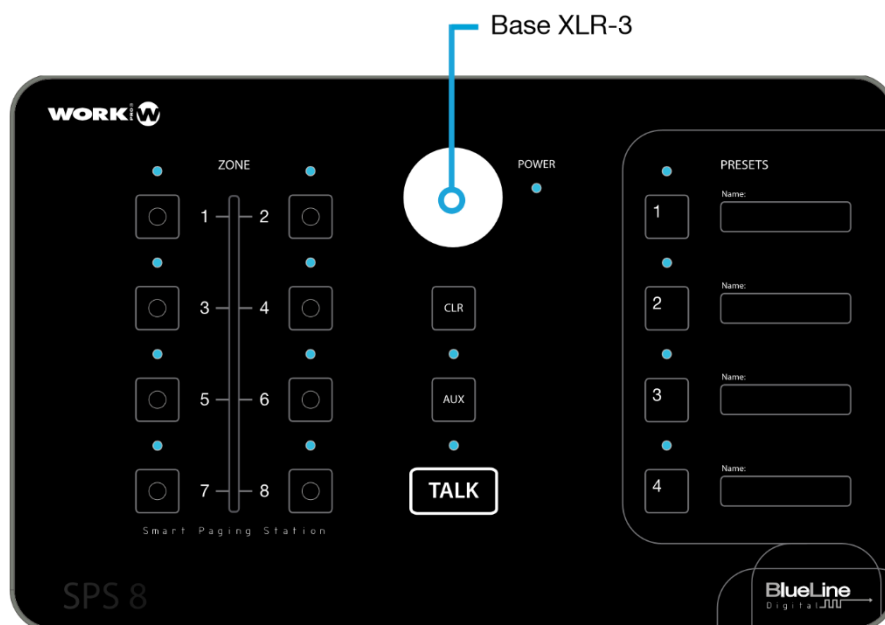 Base XLR-3
WORK PRO W
ZONE
POWER
PRESETS
Name:
1 2
1
3 4
CLR
Name:
2
5 6
AUX
Name:
3
7 8
TALK
Name:
4
Smart Paging Station
SPS 8
BlueLine
Digital